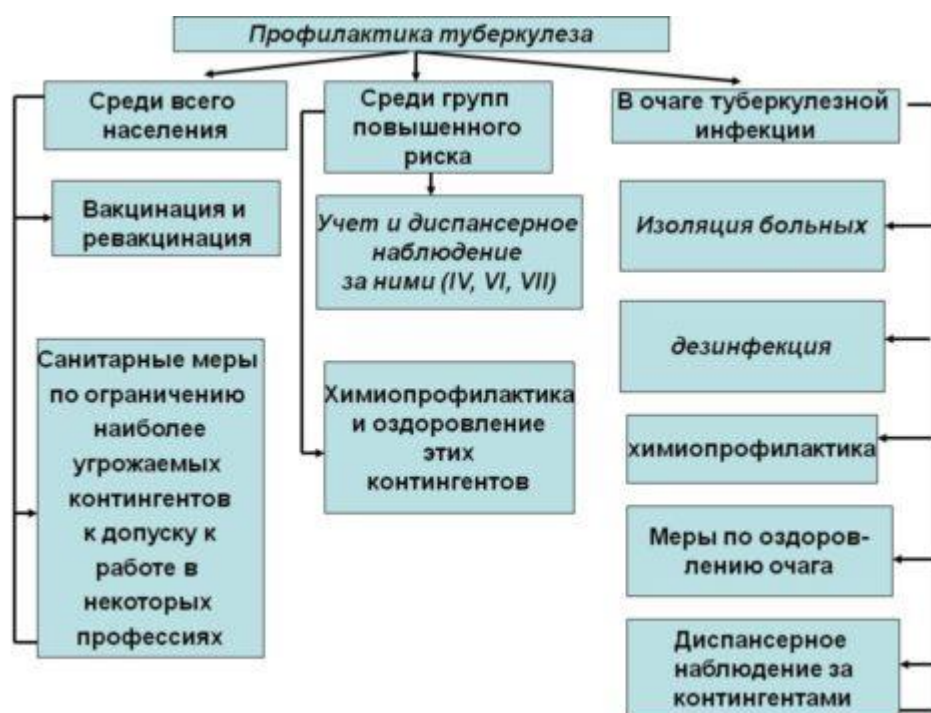 Профилактика туберкулеза
Среди всего
населения
Вакцинация и
ревакцинация
Санитарные меры
по ограничению
наиболее
угрожаемых
контингентов
к допуску к
работе в
некоторых
профессиях
Среди групп
повышенного
риска
Учет и диспансерное
наблюдение
за ними (IV, VI, VII)
Химиопрофилактика
и оздоровление
этих
контингентов
В очаге туберкулезной
инфекции
Изоляция больных
дезинфекция
химиопрофилактика
Меры по оздоров-
лению очага
Диспансерное
наблюдение за
контингентами